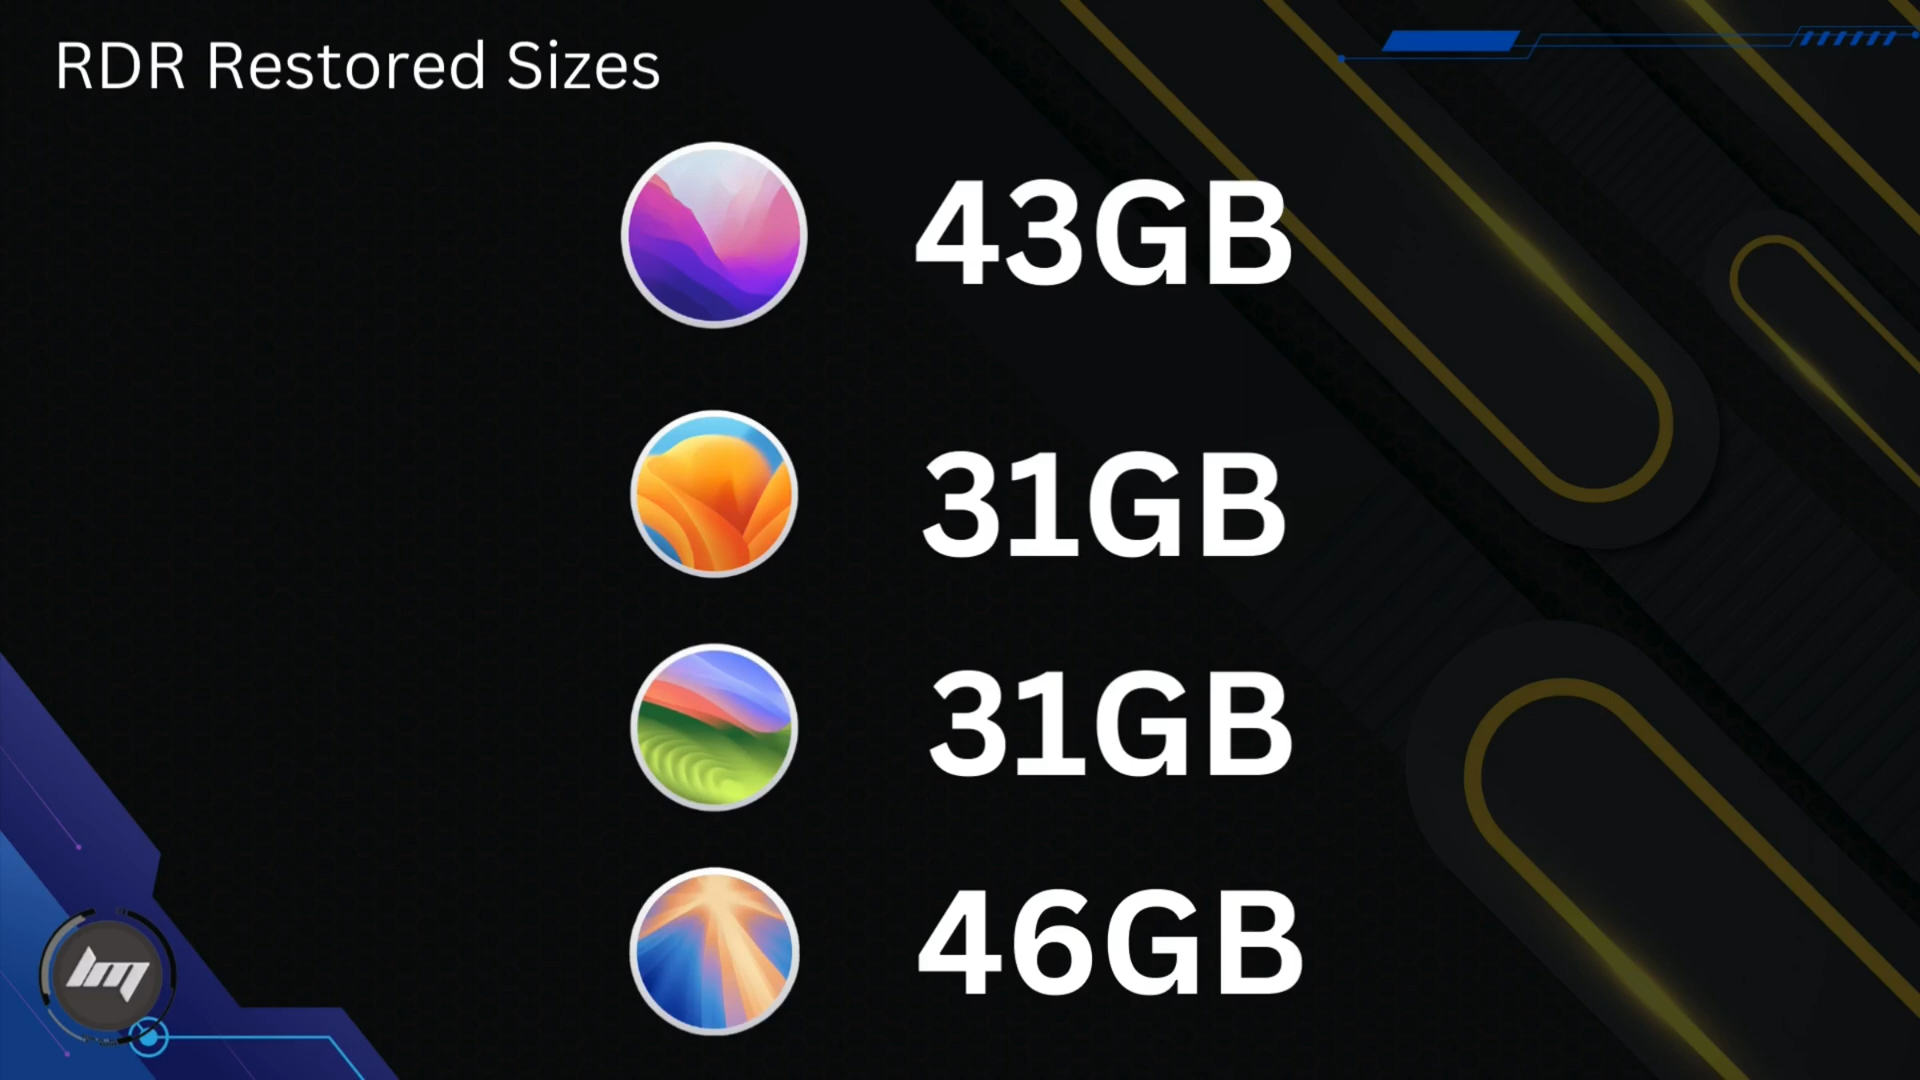 RDR Restored Sizes
43GB
31GB
31GB
46GB